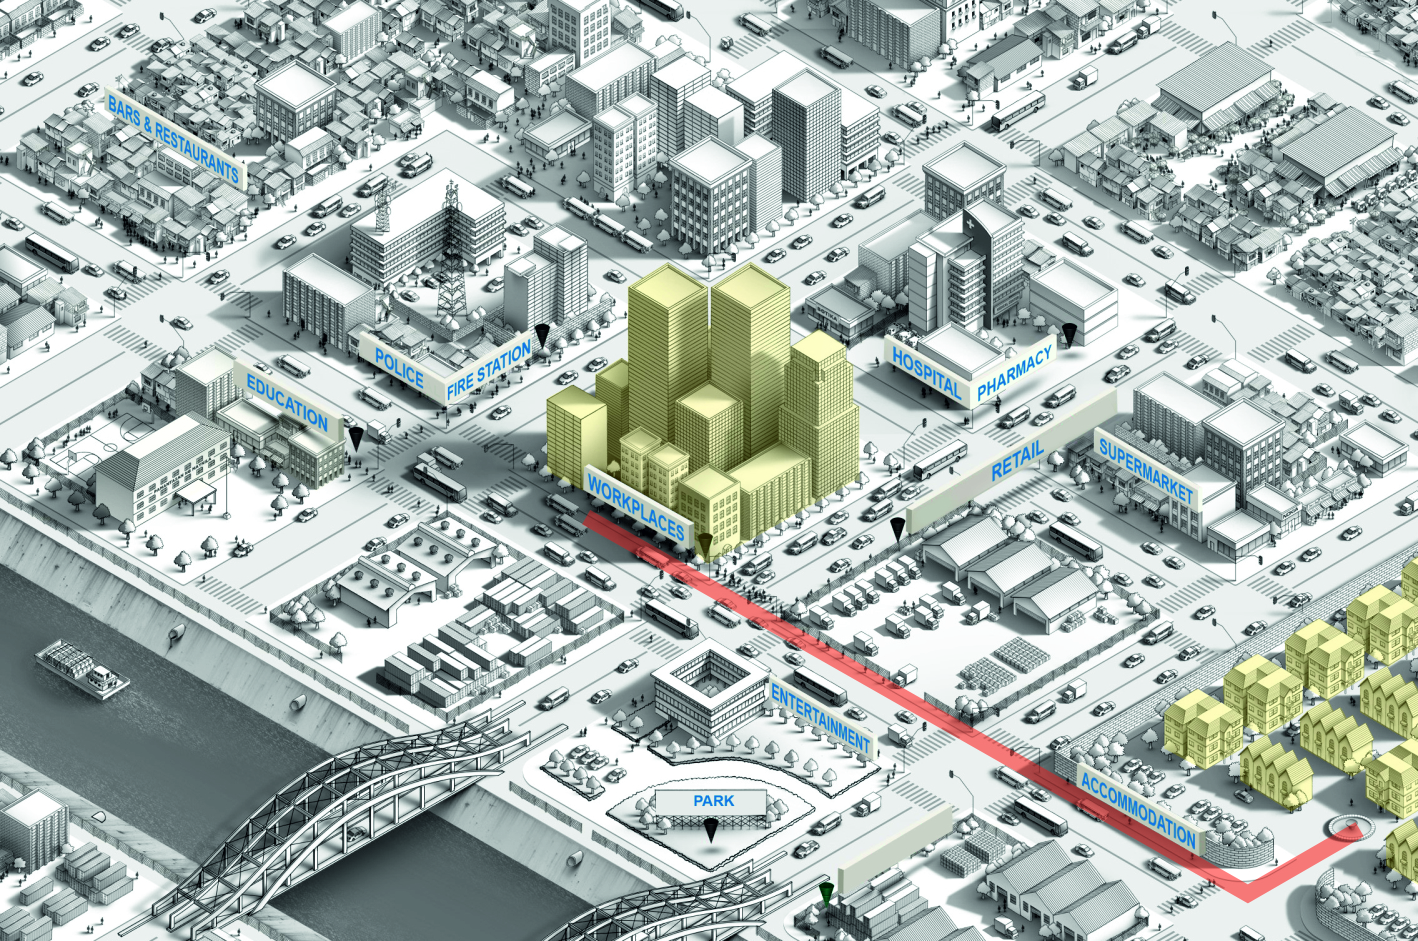 BARS & RESTAURANTS
POLICE
FIRE STATION
HOSPITAL
PHARMACY
EDUCATION
RETAIL
SUPERMARKET
WORKPLACES
ENTERTAINMENT
ACCOMMODATION
PARK